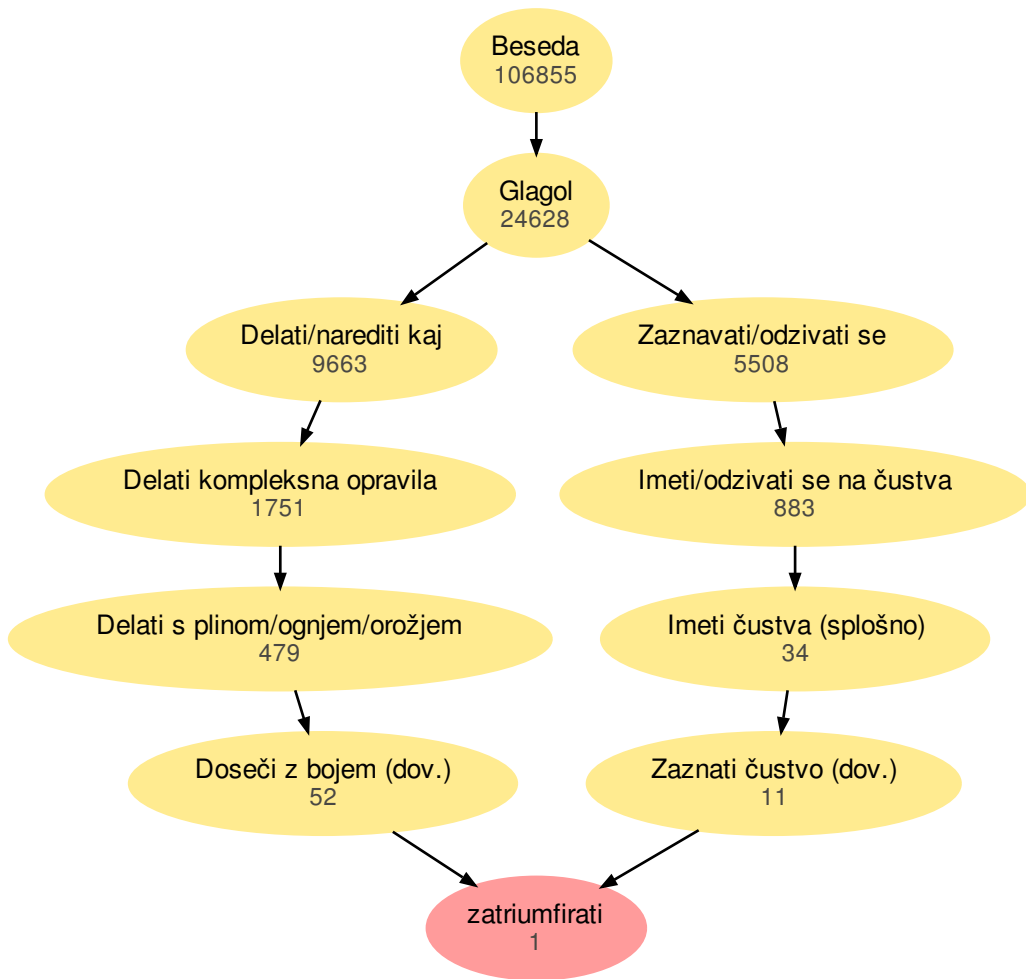 Beseda
106855
Glagol
24628
Delati/narediti kaj
9663
Zaznavati/odzivati se
5508
Delati kompleksna opravila
1751
Imeti/odzivati se na čustva
883
Delati s plinom/ognjem/orožjem
479
Imeti čustva (splošno)
34
Doseči z bojem (dov.)
52
Zaznati čustvo (dov.)
11
zatriumfirati
1